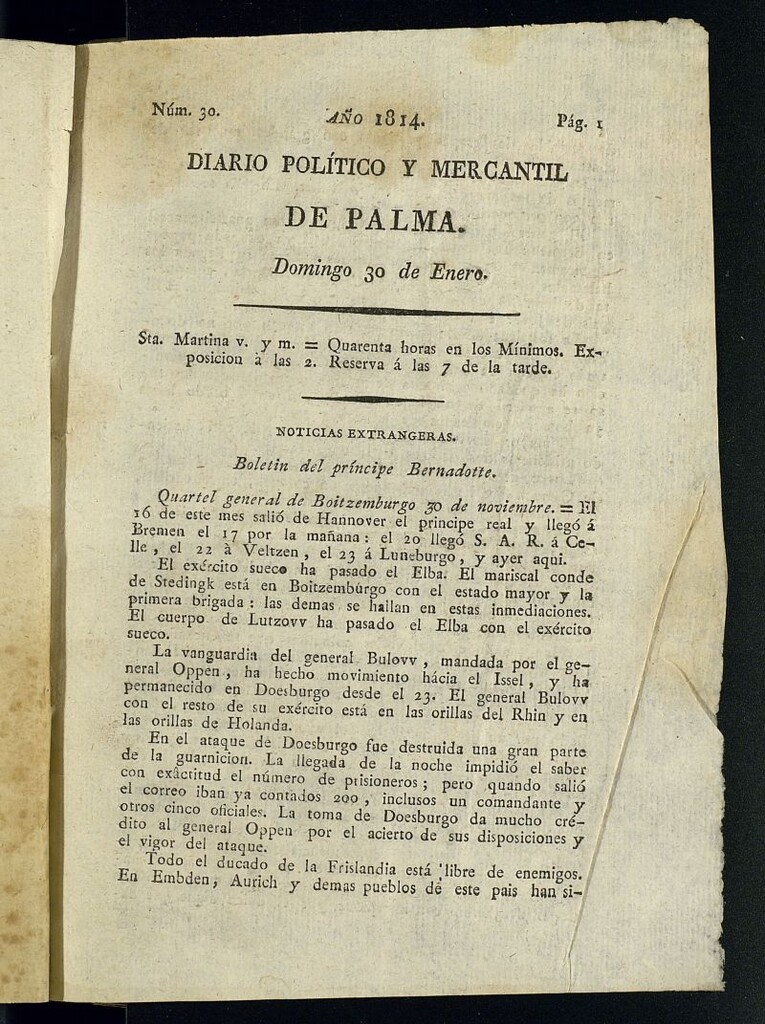 Núm. 30. AÑO 1814. Pág. 1
DIARIO POLÍTICO Y MERCANTIL
DE PALMA.
Domingo 30 de Enero.
Sta. Martina v. y m. = Quarenta horas en los Mínimos. Ex-
posicion à las 2. Reserva á las 7 de la tarde.
NOTICIAS EXTRANGERAS.
Boletin del príncipe Bernadotte.
Quartel general de Boitzemburgo 30 de noviembre. = El
16 de este mes salió de Hannover el principe real y llegó á
Bremen el 17 por la mañana : el 20 llegó S. A. R. á Ce-
lle , el 22 à Veltzen , el 23 á Luneburgo , y ayer aqui.
El exército sueco ha pasado el Elba. El mariscal conde
de Stedingk está en Boitzemburgo con el estado mayor y la
primera brigada : las demas se hallan en estas inmediaciones.
El cuerpo de Lutzovv ha pasado el Elba con el exército
sueco.
La vanguardia del general Bulovv , mandada por el ge-
neral Oppen , ha hecho movimiento hácia el Issel , y ha
permanecido en Doesburgo desde el 23. El general Bulovv
con el resto de su exército está en las orillas del Rhin y en
las orillas de Holanda.
En el ataque de Doesburgo fue destruida una gran parte
de la guarnicion. La llegada de la noche impidió el saber
con exâctitud el número de prisioneros ; pero quando salió
el correo iban ya contados 200 , inclusos un comandante y
otros cinco oficiales. La toma de Doesburgo da mucho cré-
dito al general Oppen por el acierto de sus disposiciones y
el vigor del ataque.
Todo el ducado de la Frislandia está libre de enemigos.
En Embden, Aurich y demas pueblos de este pais han si-